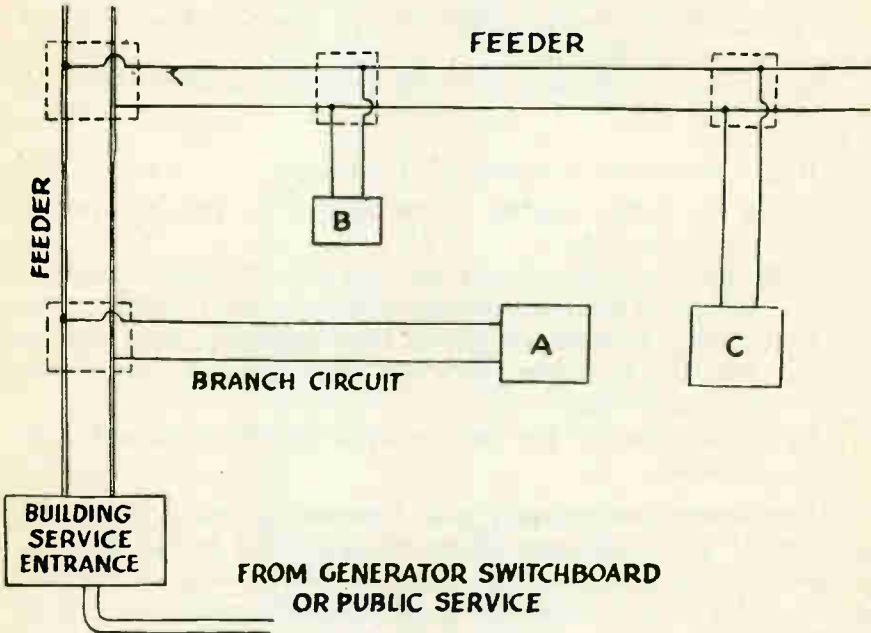 FEEDER
B
FEEDER
A
C
BRANCH CIRCUIT
BUILDING
SERVICE
ENTRANCE
FROM GENERATOR SWITCHBOARD
OR PUBLIC SERVICE